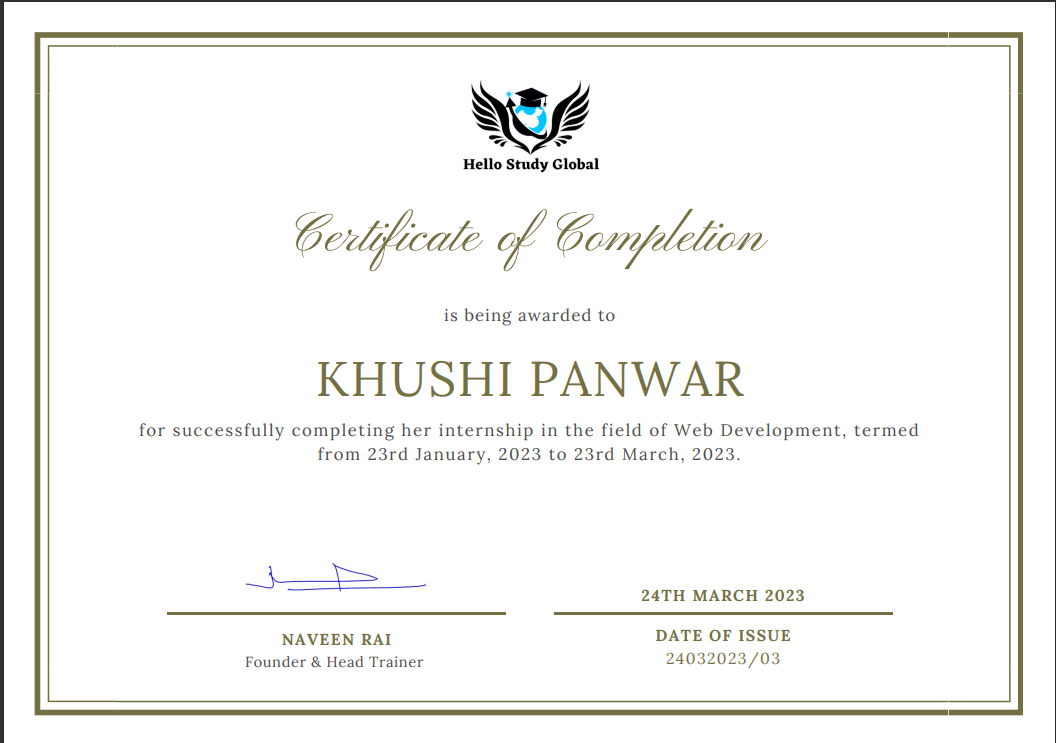 Hello Study Global
Certificate of Completion
is being awarded to
KHUSHI PANWAR
for successfully completing her internship in the field of Web Development, termed
from 23rd January, 2023 to 23rd March, 2023.
24TH MARCH 2023
NAVEEN RAI
Founder & Head Trainer
DATE OF ISSUE
24032023/03